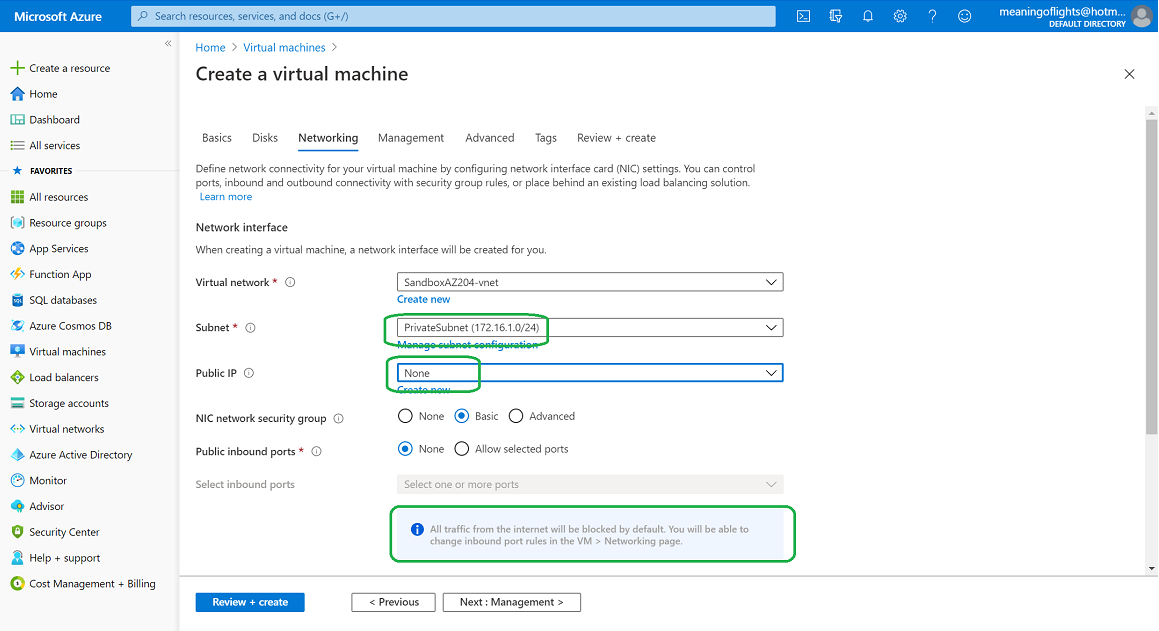 Microsoft Azure
Search resources, services, and docs (G+/)
meaningoflights@hotm...
DEFAULT DIRECTORY
Create a resource
Home
Dashboard
All services
FAVORITES
All resources
Resource groups
App Services
Function App
SQL databases
Azure Cosmos DB
Virtual machines
Load balancers
Storage accounts
Virtual networks
Azure Active Directory
Monitor
Advisor
Security Center
Help + support
Cost Management + Billing
Home > Virtual machines >
Create a virtual machine
Basics Disks Networking Management Advanced Tags Review + create
Define network connectivity for your virtual machine by configuring network interface card (NIC) settings. You can control
ports, inbound and outbound connectivity with security group rules, or place behind an existing load balancing solution.
Learn more
Network interface
When creating a virtual machine, a network interface will be created for you.
Virtual network * SandboxAZ204-vnet
Create new
Subnet * PrivateSubnet (172.16.1.0/24)
Manage subnet configuration
Public IP None
Create new
NIC network security group None Basic Advanced
Public inbound ports * None Allow selected ports
Select inbound ports Select one or more ports
All traffic from the internet will be blocked by default. You will be able to
change inbound port rules in the VM > Networking page.
Review + create < Previous Next : Management >